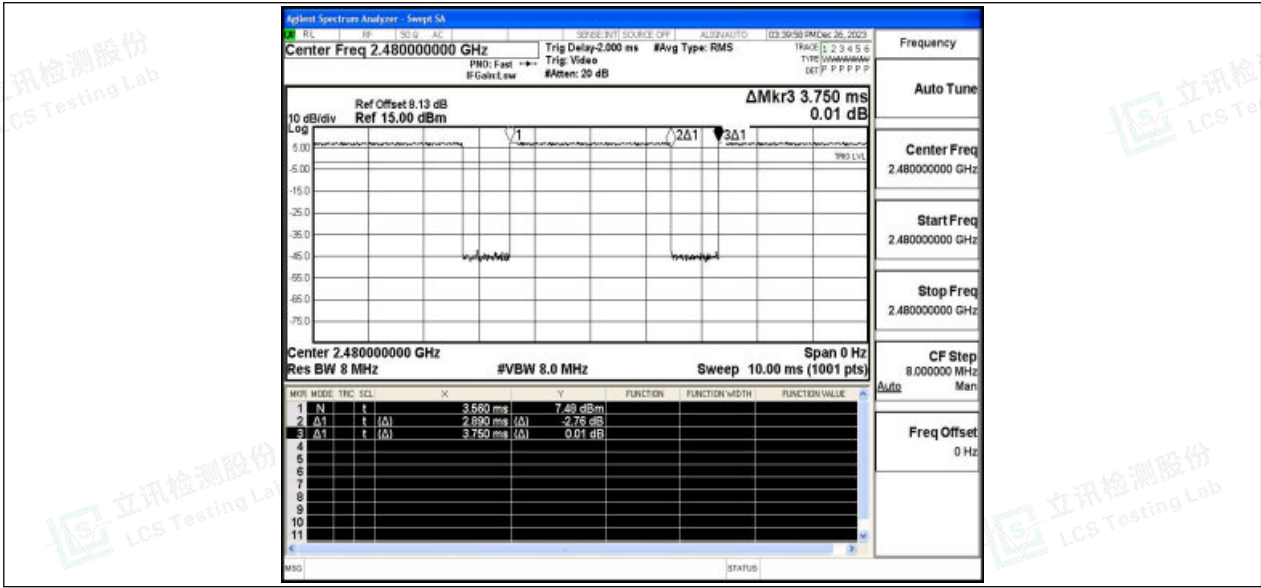 Agilent Spectrum Analyzer - Swept SA
RL RF 50 Ω AC SENSE:INT SOURCE OFF ALIGNAUTO 03:39:58 PM Dec 26, 2023
Center Freq 2.480000000 GHz
PNO: Fast
IFGain:Low
Trig Delay-2.000 ms #Avg Type: RMS
Trig: Video
#Atten: 20 dB
TRACE 1 2 3 4 5 6
TYPE WWWWWW
DET P P P P P P
ΔMkr3 3.750 ms
0.01 dB
Ref Offset 8.13 dB
10 dB/div Ref 15.00 dBm
Log
1
2Δ1
3Δ1
TRIG LVL
5.00
-5.00
-15.0
-25.0
-35.0
-45.0
-55.0
-65.0
-75.0
Center 2.480000000 GHz Span 0 Hz
Res BW 8 MHz #VBW 8.0 MHz Sweep 10.00 ms (1001 pts)
MKR MODE TRC SCL X Y FUNCTION FUNCTION WIDTH FUNCTION VALUE
1 N t 3.560 ms 7.49 dBm
2 Δ1 t (Δ) 2.890 ms (Δ) -2.76 dB
3 Δ1 t (Δ) 3.750 ms (Δ) 0.01 dB
4
5
6
7
8
9
10
11
MSG STATUS
Frequency
Auto Tune
Center Freq
2.480000000 GHz
Start Freq
2.480000000 GHz
Stop Freq
2.480000000 GHz
CF Step
8.000000 MHz
Auto Man
Freq Offset
0 Hz
立讯检测股份
LCS Testing Lab
立讯检
LCS Te
立讯检测股份
LCS Testing Lab
立讯检测股份
LCS Testing Lab